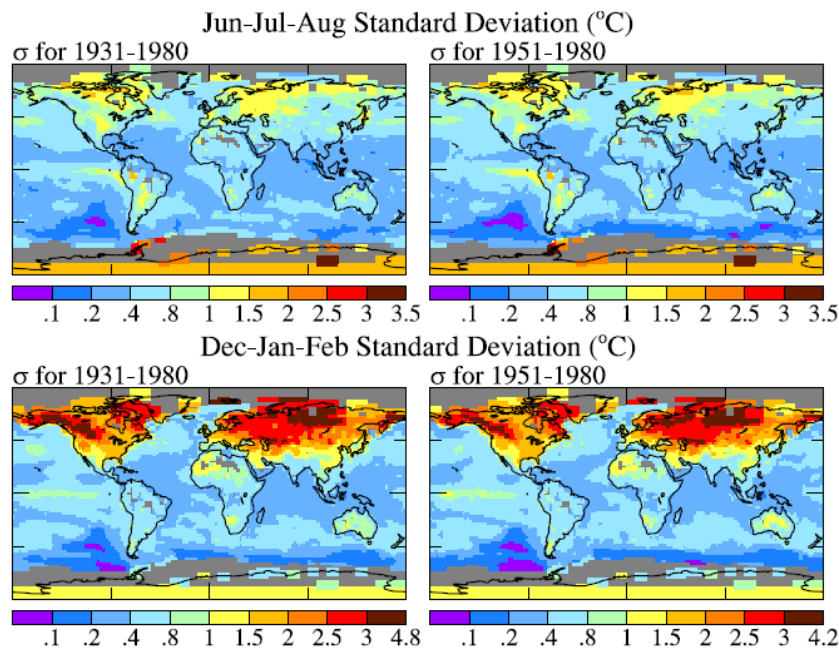 Jun-Jul-Aug Standard Deviation (°C)
σ for 1931-1980 σ for 1951-1980
.1 .2 .4 .8 1 1.5 2 2.5 3 3.5 .1 .2 .4 .8 1 1.5 2 2.5 3 3.5
Dec-Jan-Feb Standard Deviation (°C)
σ for 1931-1980 σ for 1951-1980
.1 .2 .4 .8 1 1.5 2 2.5 3 4.8 .1 .2 .4 .8 1 1.5 2 2.5 3 4.2